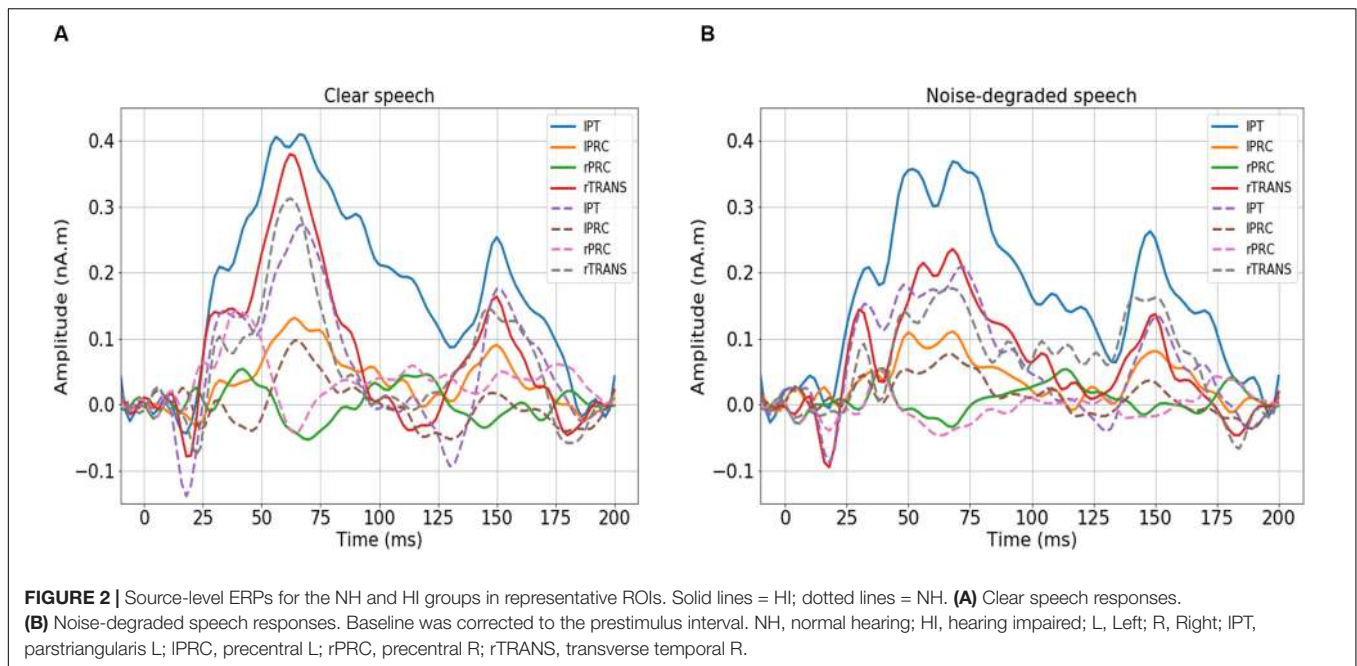 A
B
Clear speech
Noise-degraded speech
Amplitude (nA.m)
0.4
0.3
0.2
0.1
0.0
−0.1
lPT
lPRC
rPRC
rTRANS
lPT
lPRC
rPRC
rTRANS
0 25 50 75 100 125 150 175 200
Time (ms)
Amplitude (nA.m)
0.4
0.3
0.2
0.1
0.0
−0.1
lPT
lPRC
rPRC
rTRANS
lPT
lPRC
rPRC
rTRANS
0 25 50 75 100 125 150 175 200
Time (ms)
FIGURE 2 | Source-level ERPs for the NH and HI groups in representative ROIs. Solid lines = HI; dotted lines = NH. (A) Clear speech responses.
(B) Noise-degraded speech responses. Baseline was corrected to the prestimulus interval. NH, normal hearing; HI, hearing impaired; L, Left; R, Right; lPT,
parstriangularis L; lPRC, precentral L; rPRC, precentral R; rTRANS, transverse temporal R.